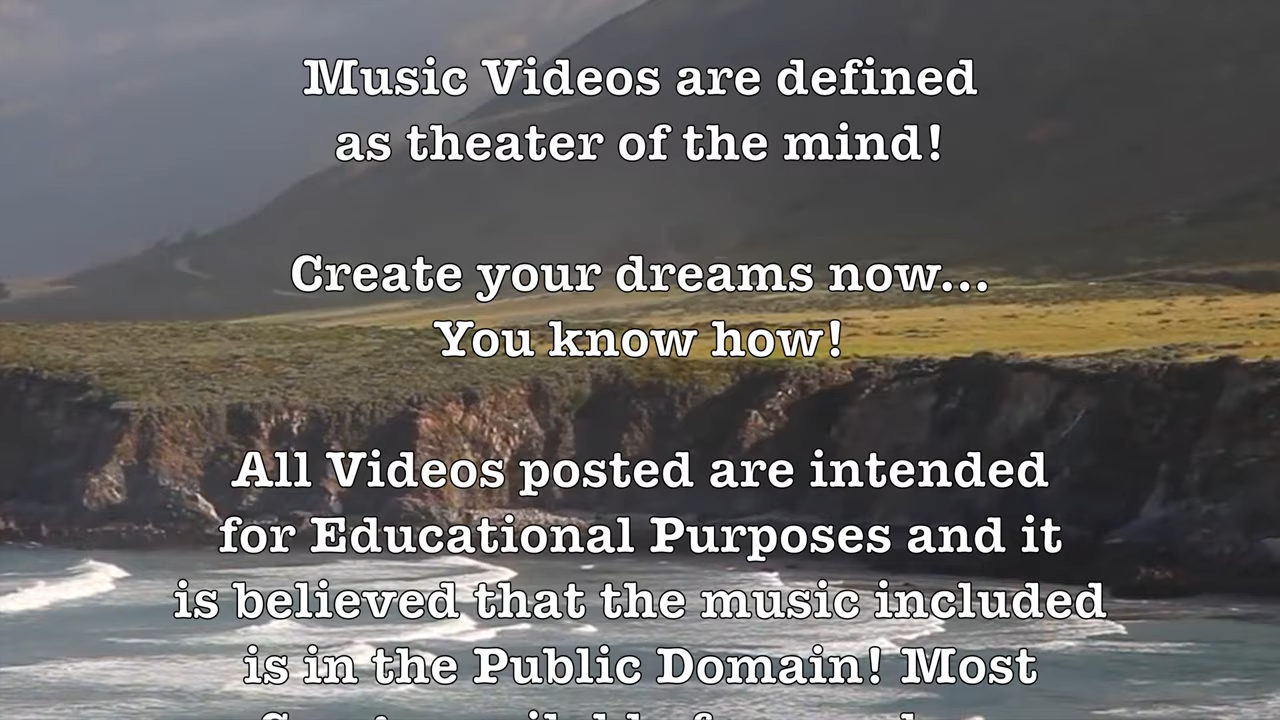 Music Videos are defined
as theater of the mind!
Create your dreams now...
You know how!
All Videos posted are intended
for Educational Purposes and it
is believed that the music included
is in the Public Domain! Most